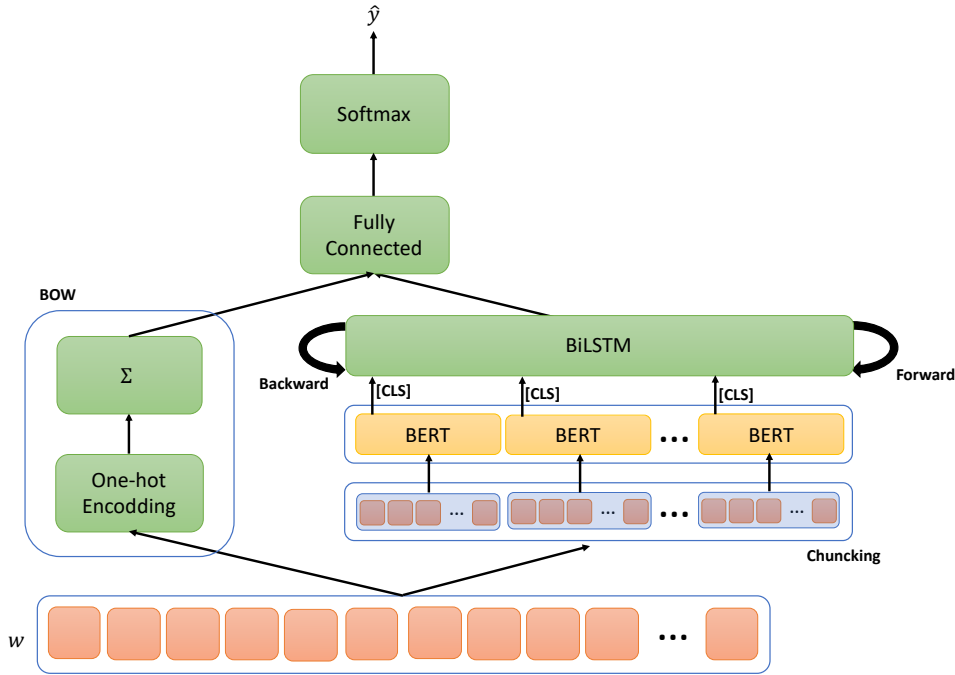 ŷ
Softmax
Fully
Connected
BOW
Σ
BiLSTM
Backward
Forward
[CLS]
[CLS]
[CLS]
BERT
BERT
...
BERT
One-hot
Encodding
...
...
...
...
Chuncking
w
...